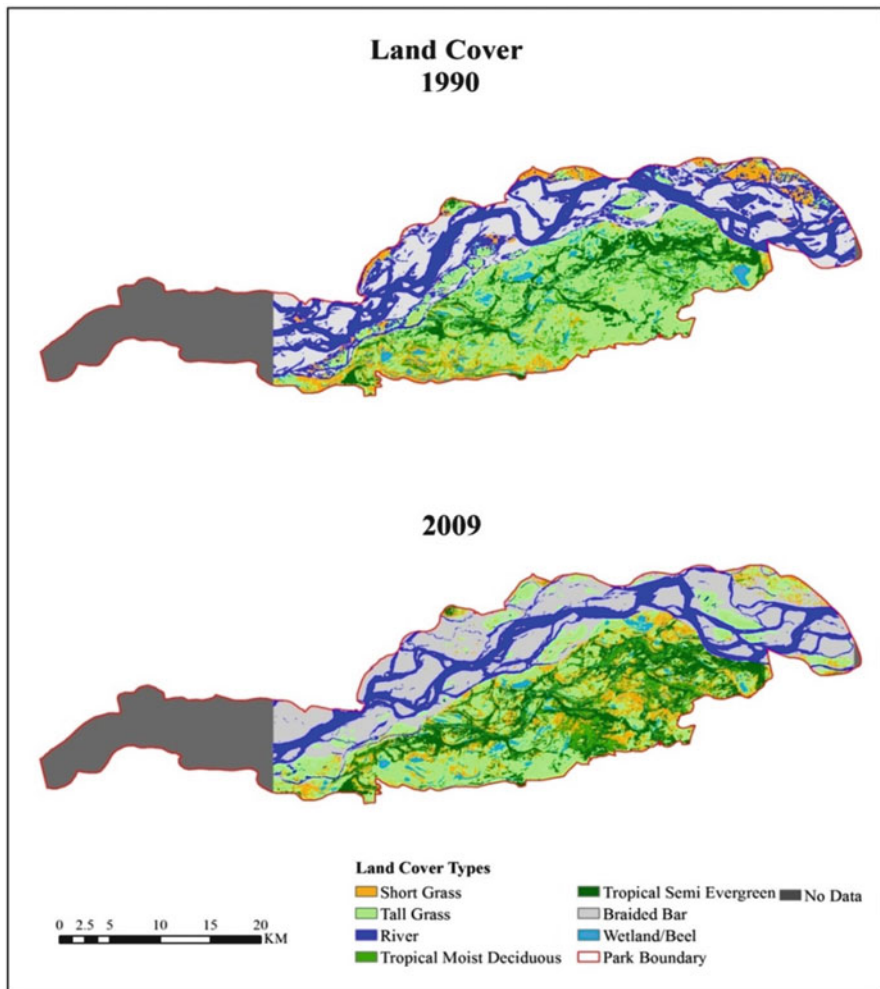 Land Cover
1990
2009
Land Cover Types
Short Grass
Tall Grass
River
Tropical Moist Deciduous
Tropical Semi Evergreen
Braided Bar
Wetland/Beel
Park Boundary
No Data
0 2.5 5 10 15 20
KM